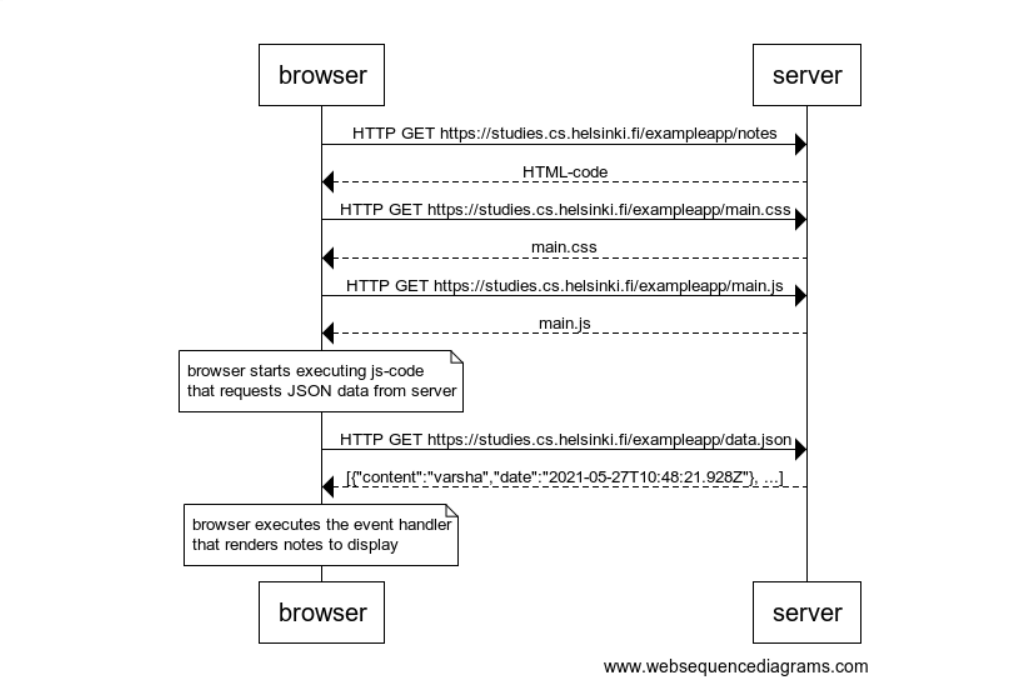 browser
server
HTTP GET https://studies.cs.helsinki.fi/exampleapp/notes
HTML-code
HTTP GET https://studies.cs.helsinki.fi/exampleapp/main.css
main.css
HTTP GET https://studies.cs.helsinki.fi/exampleapp/main.js
main.js
browser starts executing js-code
that requests JSON data from server
HTTP GET https://studies.cs.helsinki.fi/exampleapp/data.json
[{"content":"varsha","date":"2021-05-27T10:48:21.928Z"}, ...]
browser executes the event handler
that renders notes to display
browser
server
www.websequencediagrams.com